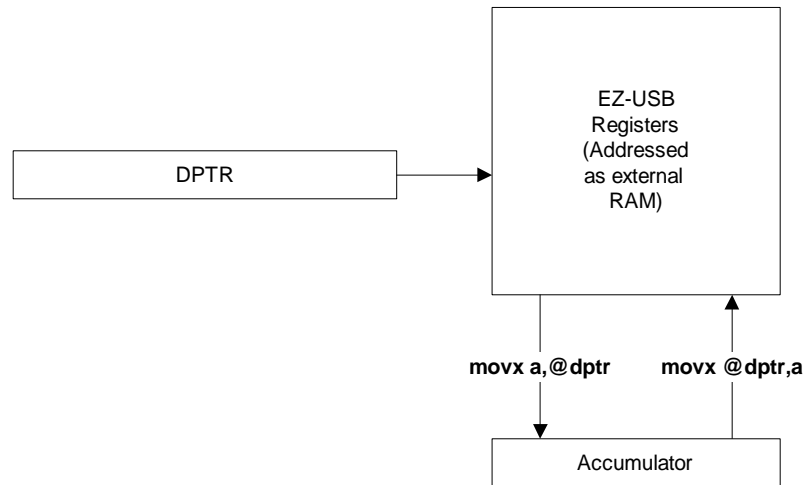 EZ-USB
Registers
(Addressed
as external
RAM)
DPTR
movx a,@dptr
movx @dptr,a
Accumulator